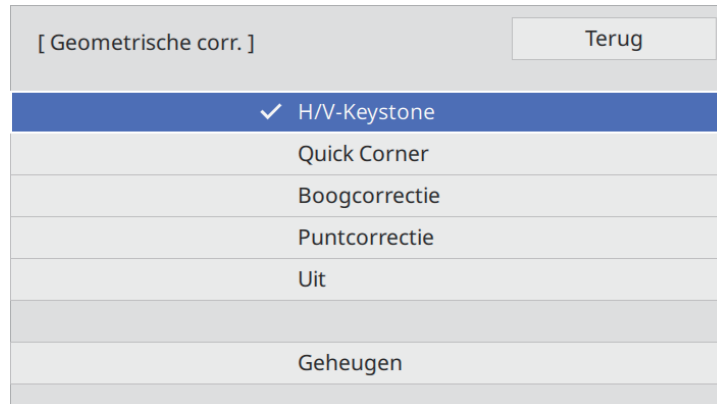 [ Geometrische corr. ]
Terug
H/V-Keystone
Quick Corner
Boogcorrectie
Puntcorrectie
Uit
Geheugen